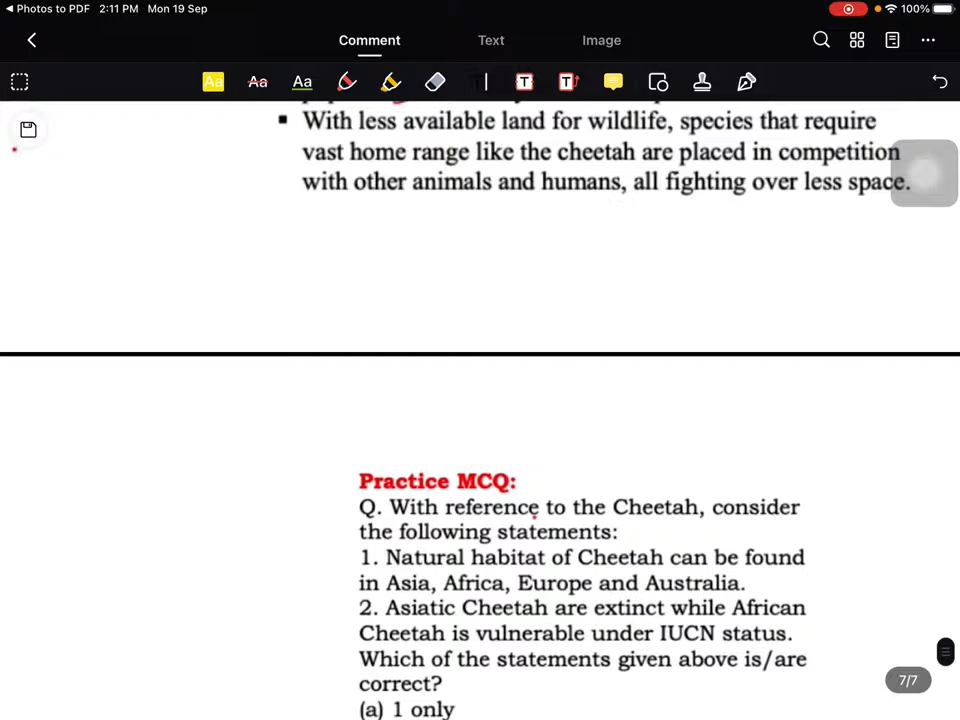 Photos to PDF 2:11 PM Mon 19 Sep 100%
Comment Text Image
Aa Aa Aa T T
▪ With less available land for wildlife, species that require
vast home range like the cheetah are placed in competition
with other animals and humans, all fighting over less space.
Practice MCQ:
Q. With reference to the Cheetah, consider
the following statements:
1. Natural habitat of Cheetah can be found
in Asia, Africa, Europe and Australia.
2. Asiatic Cheetah are extinct while African
Cheetah is vulnerable under IUCN status.
Which of the statements given above is/are
correct?
(a) 1 only
7/7